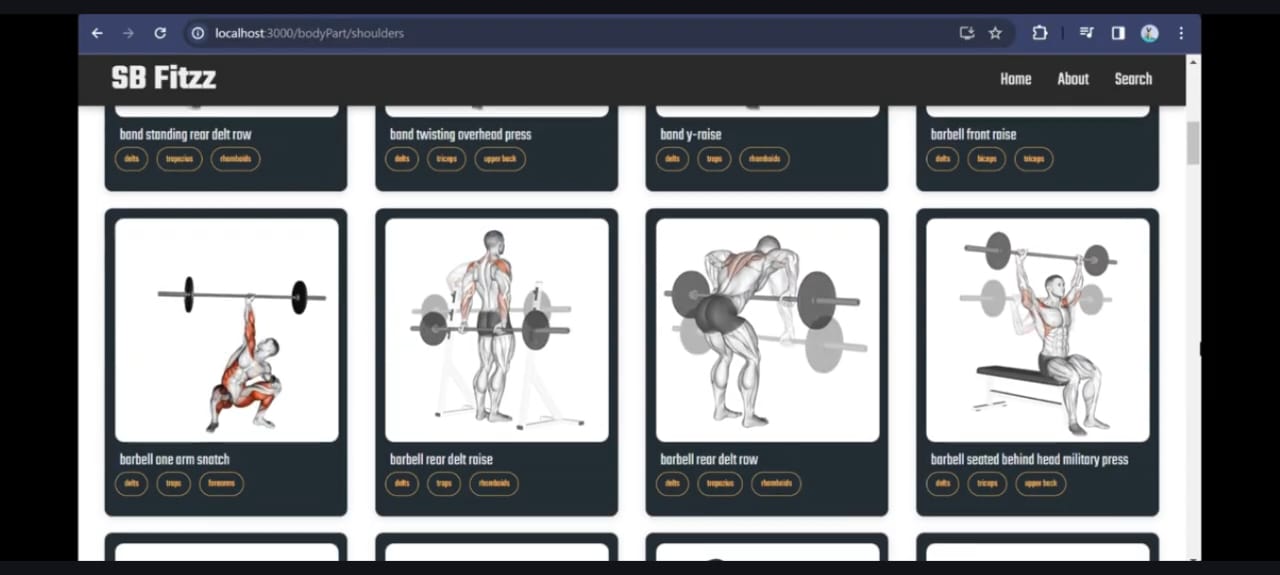 localhost:3000/bodyPart/shoulders
SB Fitzz
Home About Search
band standing rear delt row
delts trapezius rhomboids
band twisting overhead press
delts triceps upper back
band y-raise
delts traps rhomboids
barbell front raise
delts biceps triceps
barbell one arm snatch
delts traps forearms
barbell rear delt raise
delts traps rhomboids
barbell rear delt row
delts trapezius rhomboids
barbell seated behind head military press
delts triceps upper back